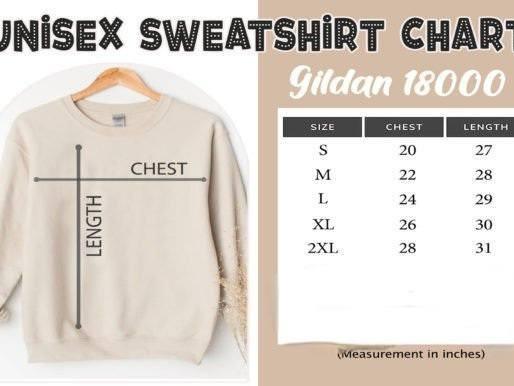 UNISEX SWEATSHIRT CHART
Gildan 18000
SIZE CHEST LENGTH
S 20 27
M 22 28
L 24 29
XL 26 30
2XL 28 31
(Measurement in inches)
CHEST
LENGTH